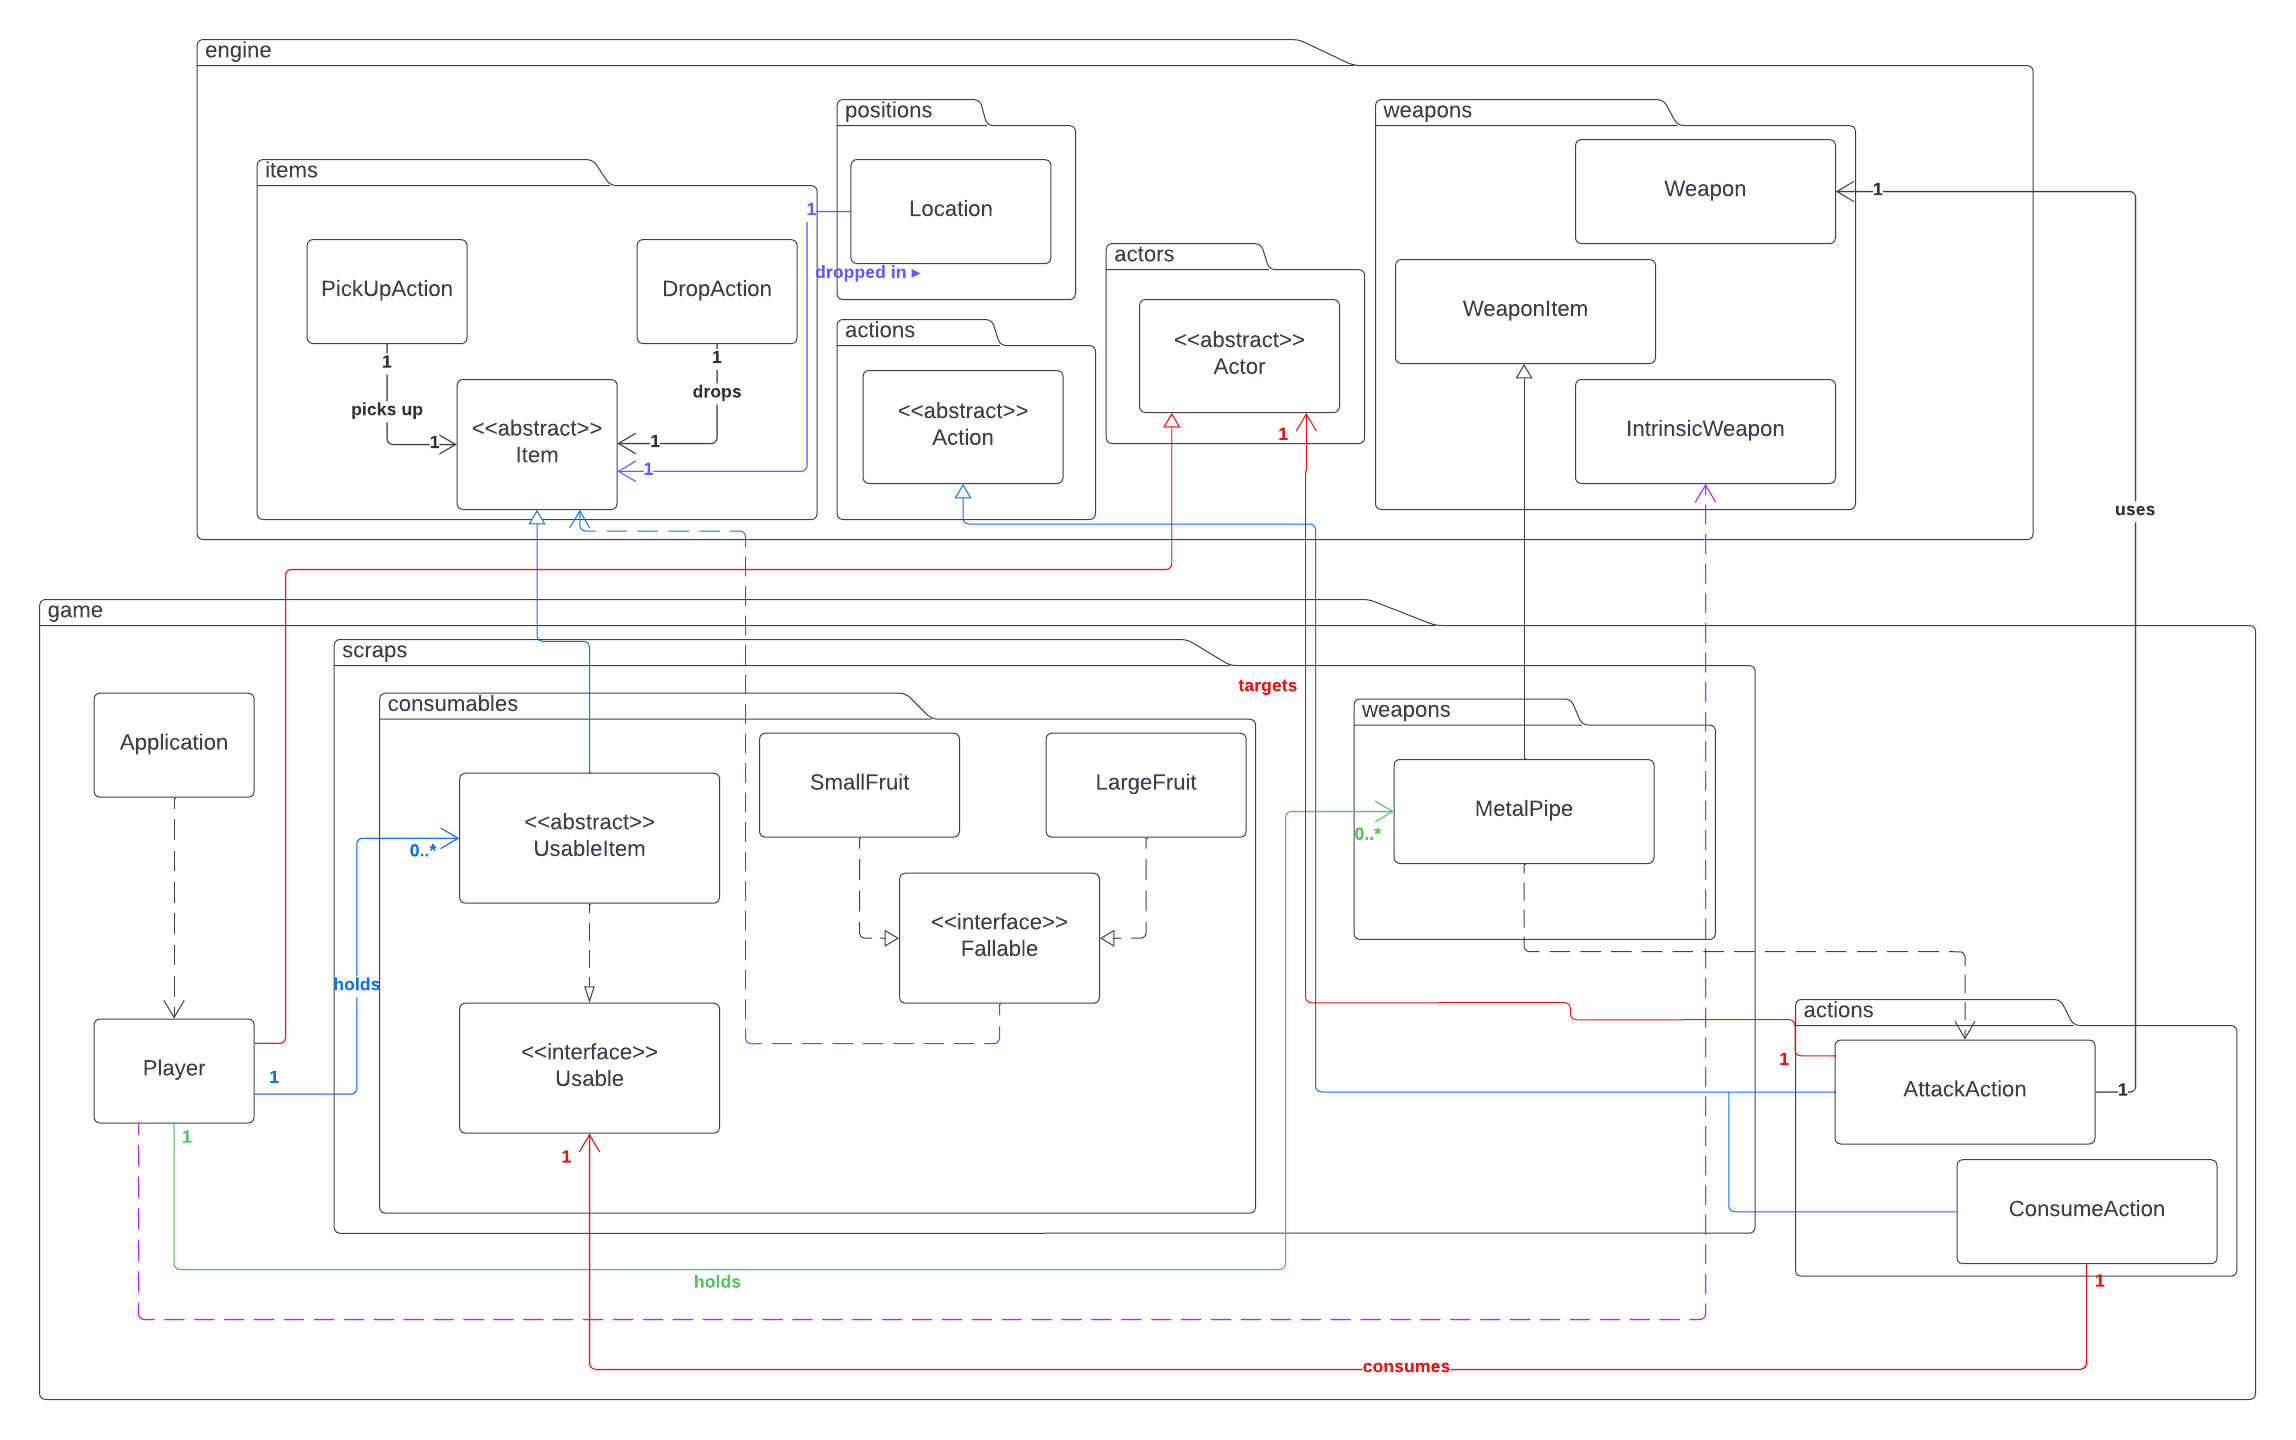 engine
positions
weapons
items
Weapon
1
1
Location
actors
dropped in ▸
PickUpAction
DropAction
WeaponItem
actions
<<abstract>>
Actor
1
1
drops
picks up
<<abstract>>
Action
<<abstract>>
Item
1
1
1
1
IntrinsicWeapon
uses
game
scraps
targets
consumables
weapons
Application
SmallFruit
LargeFruit
MetalPipe
<<abstract>>
UsableItem
0..*
0..*
<<interface>>
Fallable
holds
actions
Player
1
<<interface>>
Usable
1
AttackAction
1
1
1
1
ConsumeAction
holds
1
consumes